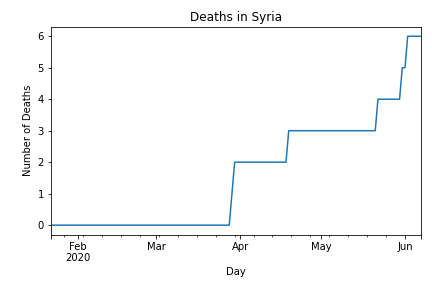 Deaths in Syria
6
5
4
3
2
1
0
Number of Deaths
Feb
2020
Mar
Apr
May
Jun
Day